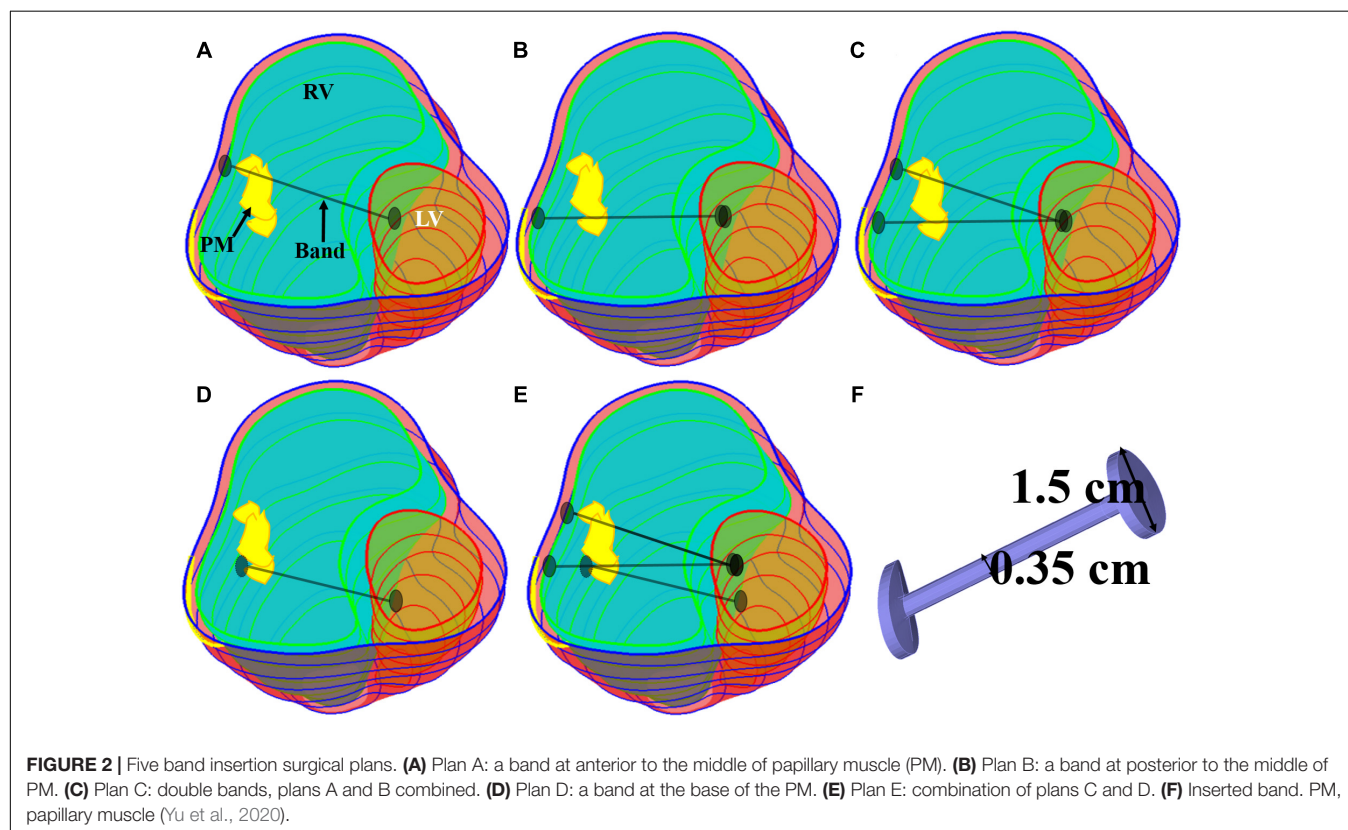 A
B
C
RV
PM
Band
LV
D
E
F
1.5 cm
0.35 cm
FIGURE 2 | Five band insertion surgical plans. (A) Plan A: a band at anterior to the middle of papillary muscle (PM). (B) Plan B: a band at posterior to the middle of
PM. (C) Plan C: double bands, plans A and B combined. (D) Plan D: a band at the base of the PM. (E) Plan E: combination of plans C and D. (F) Inserted band. PM,
papillary muscle (Yu et al., 2020).